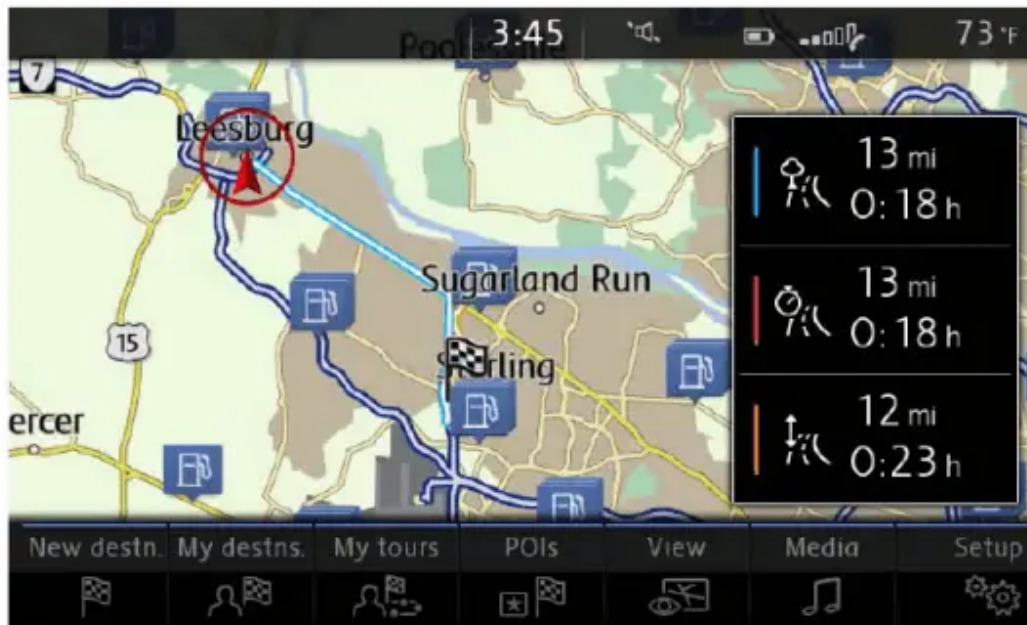 3:45 73 °F
7
Leesburg
13 mi
0:18 h
Sugarland Run
13 mi
0:18 h
15
ercer
12 mi
0:23 h
New destn. My destns. My tours POIs View Media Setup